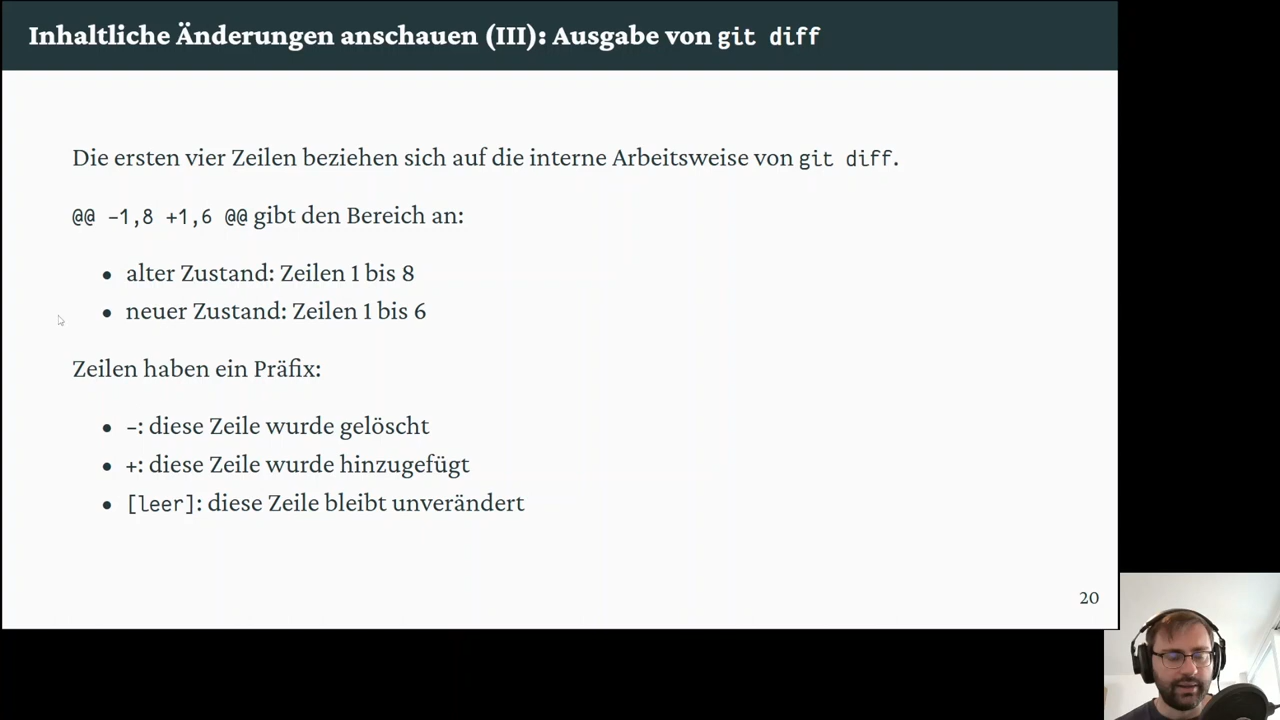 Inhaltliche Änderungen anschauen (III): Ausgabe von git diff
Die ersten vier Zeilen beziehen sich auf die interne Arbeitsweise von git diff.
@@ -1,8 +1,6 @@ gibt den Bereich an:
• alter Zustand: Zeilen 1 bis 8
• neuer Zustand: Zeilen 1 bis 6
Zeilen haben ein Präfix:
• -: diese Zeile wurde gelöscht
• +: diese Zeile wurde hinzugefügt
• [leer]: diese Zeile bleibt unverändert
20